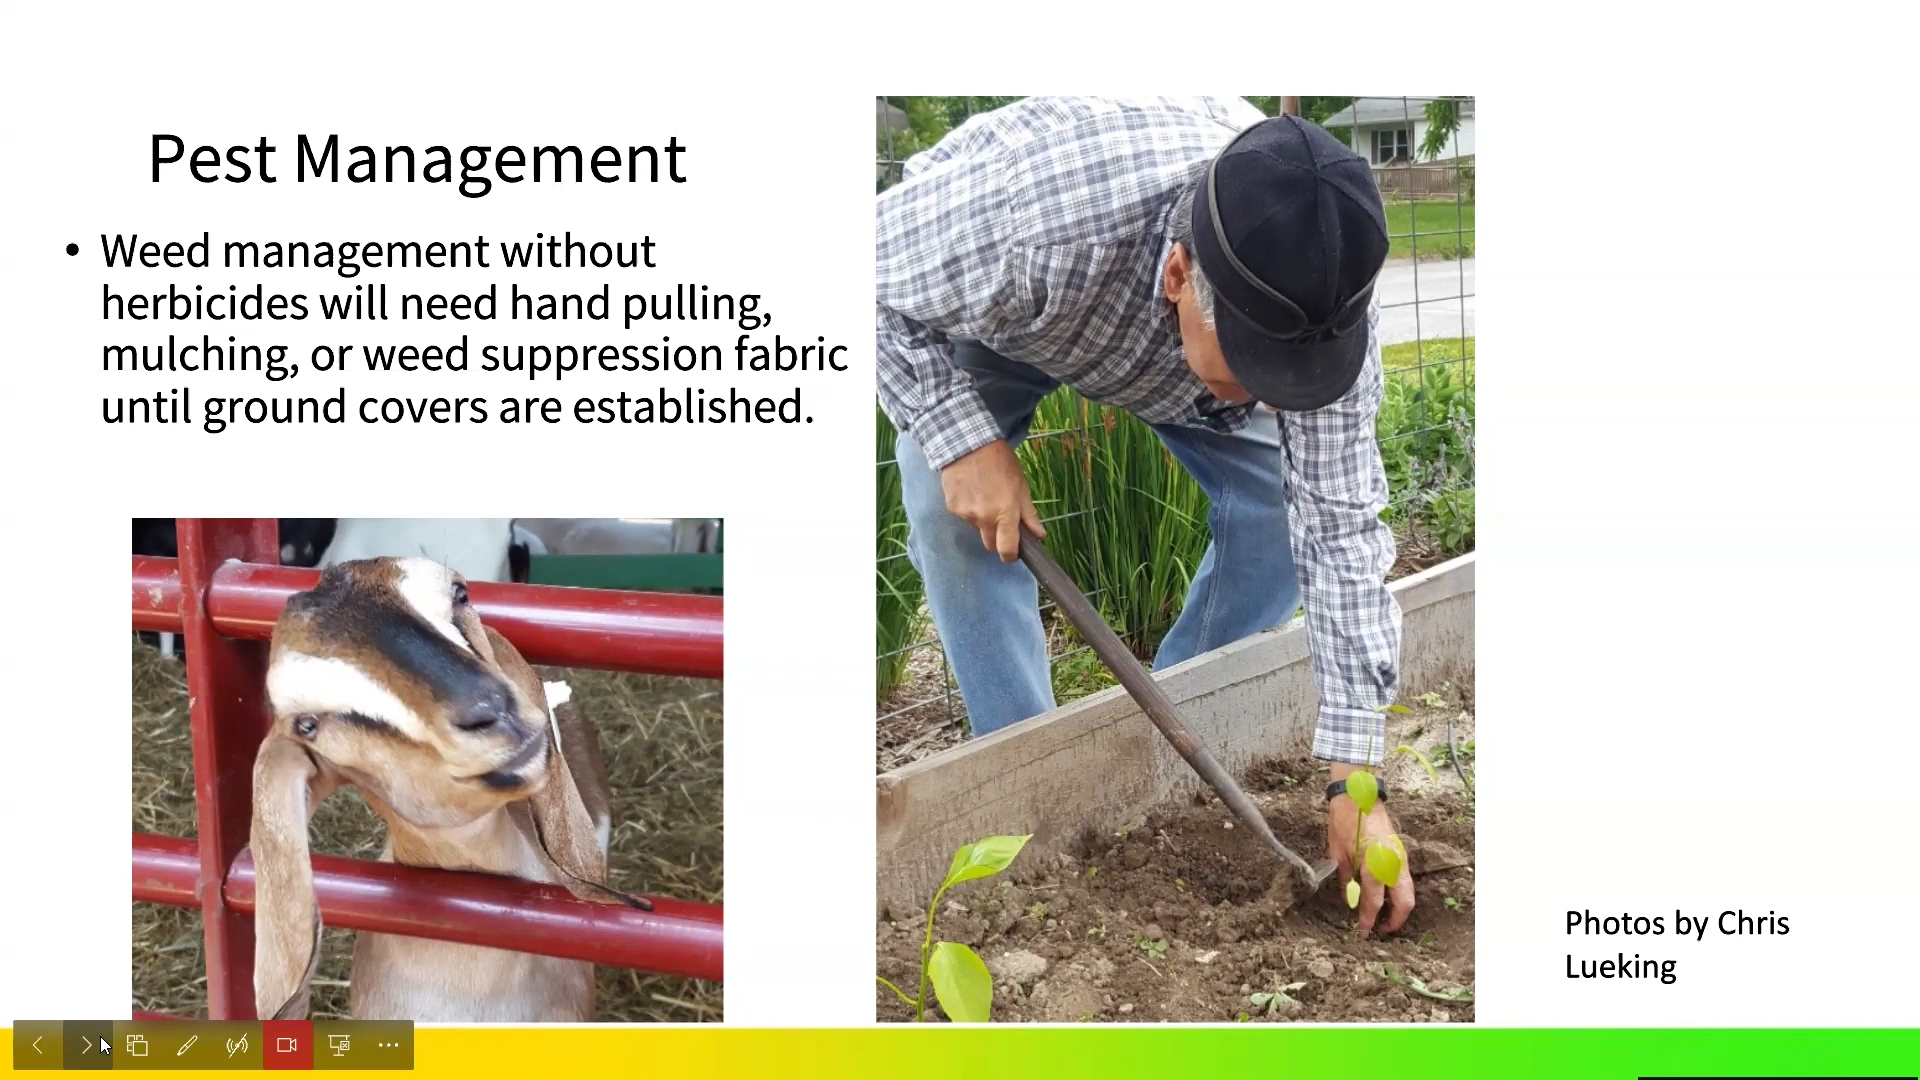 Pest Management
• Weed management without
herbicides will need hand pulling,
mulching, or weed suppression fabric
until ground covers are established.
Photos by Chris
Lueking